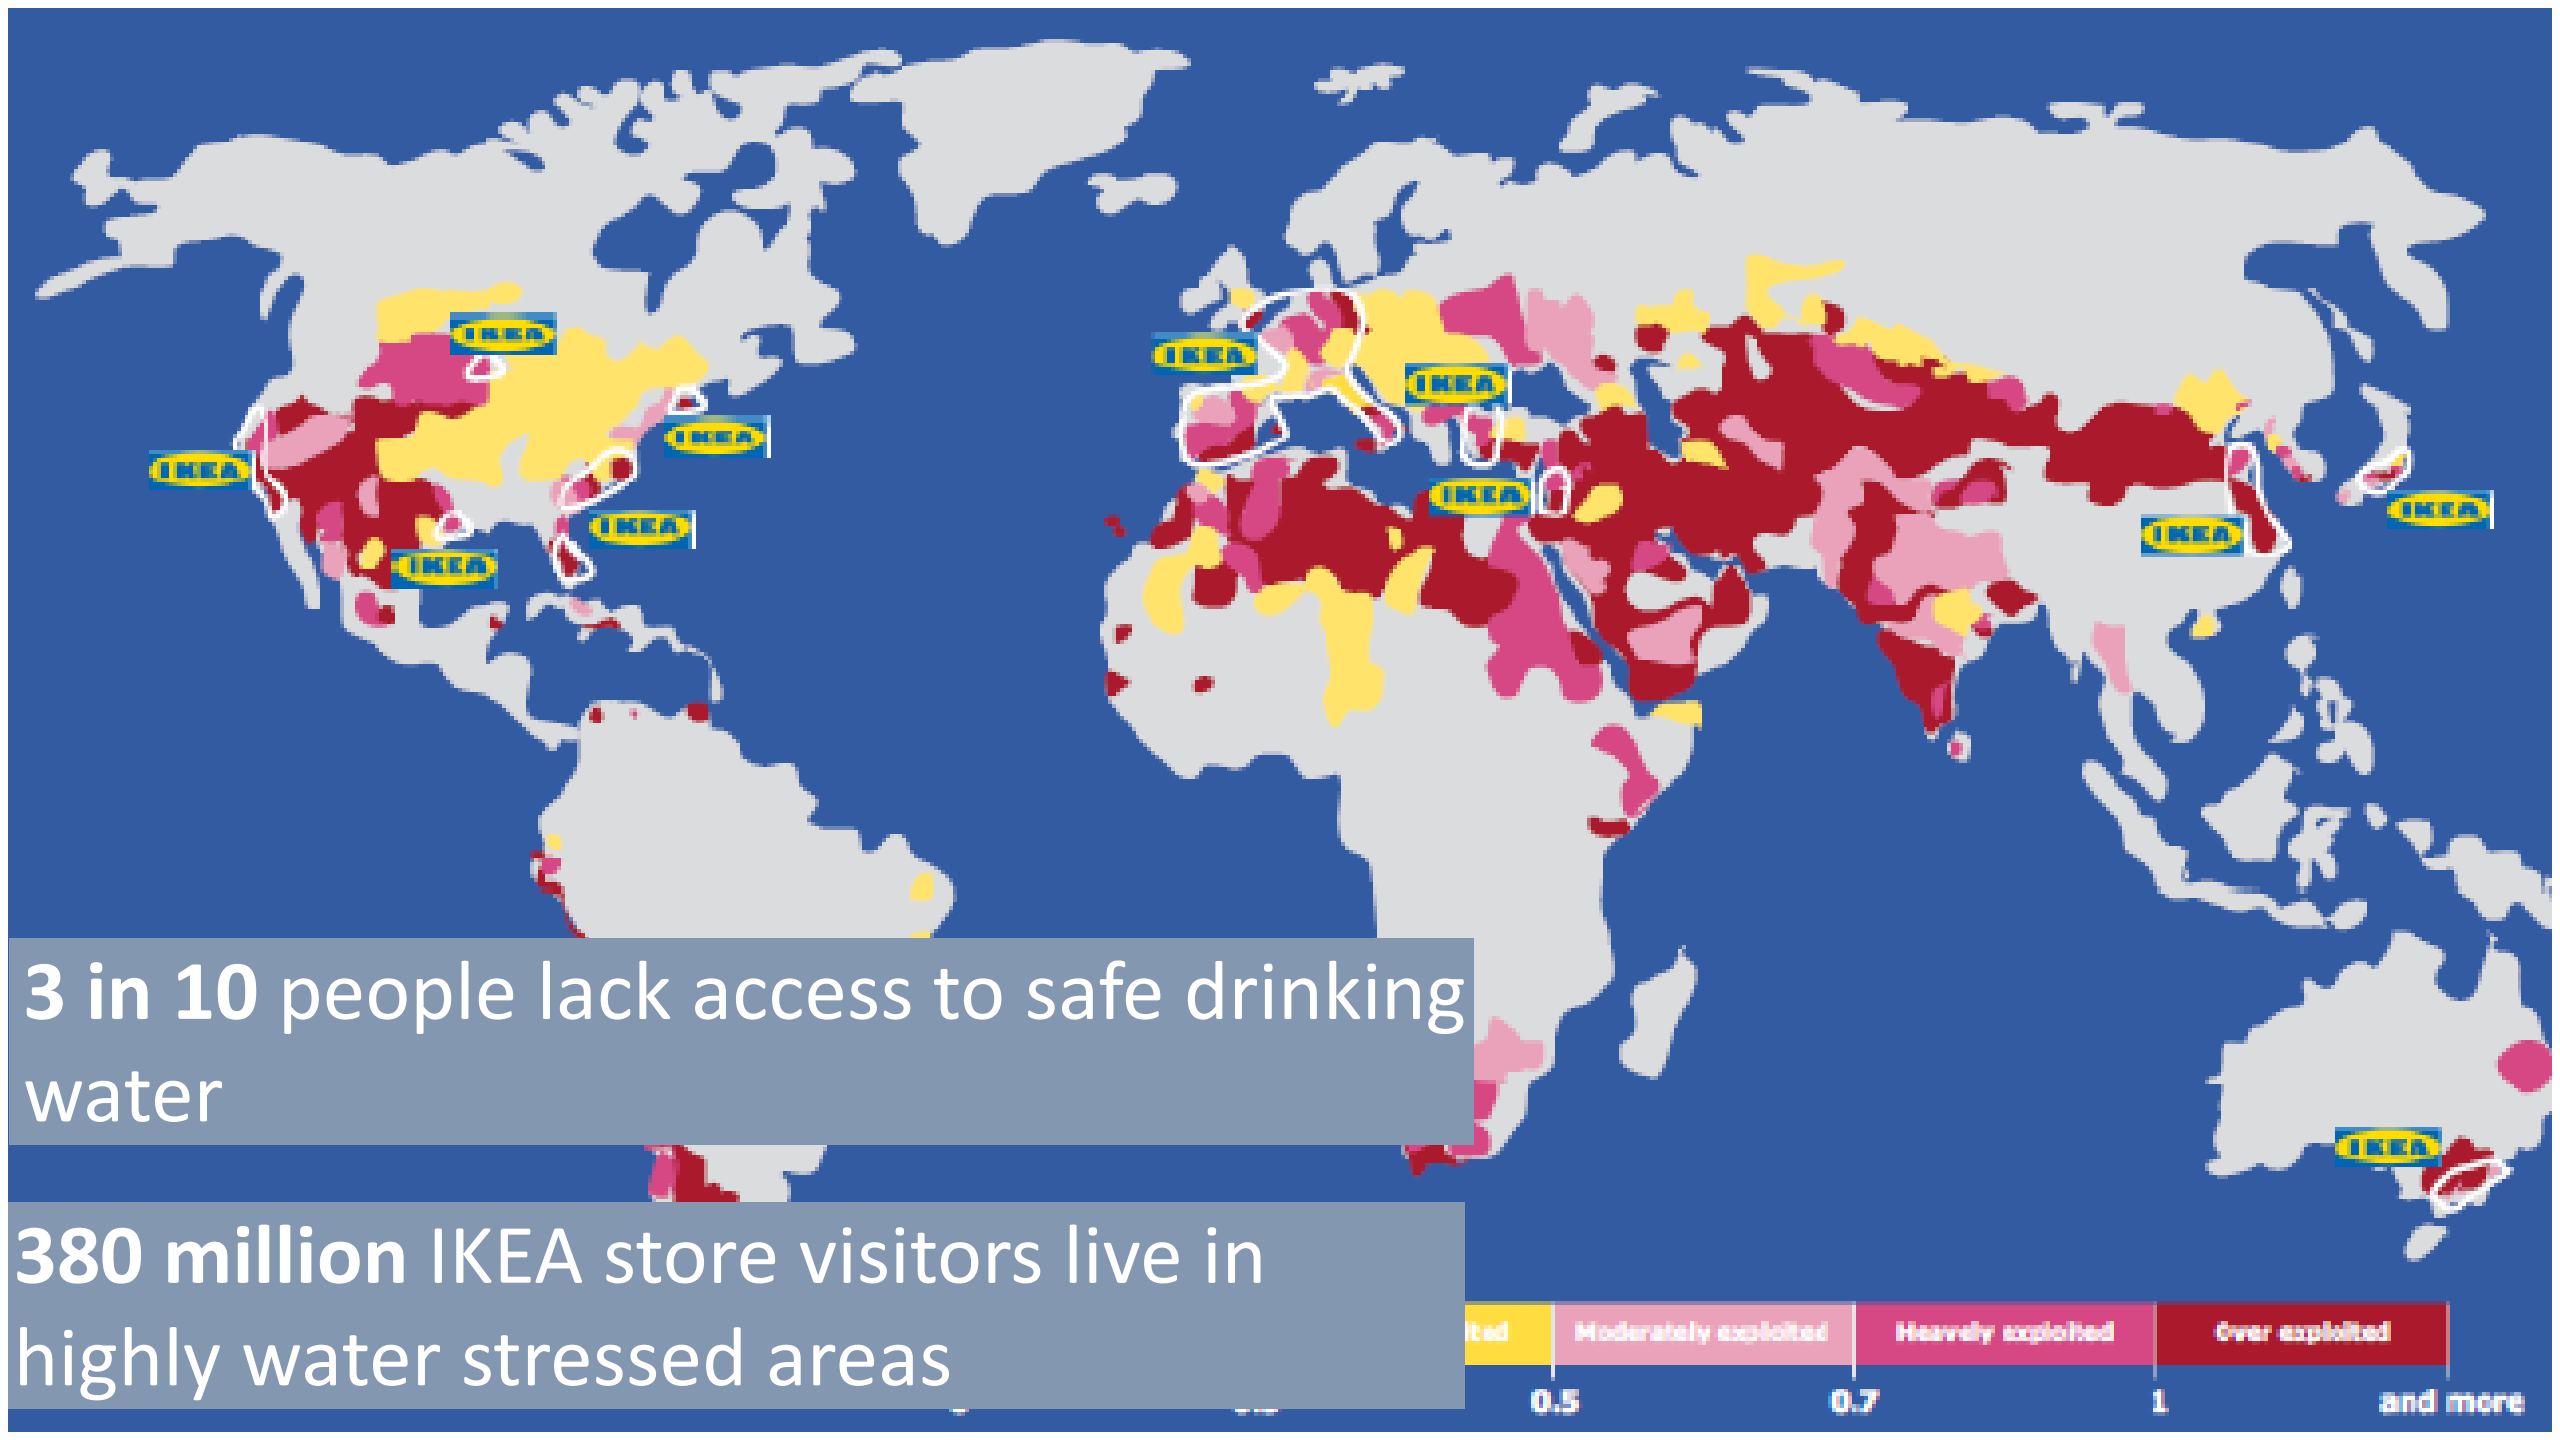 IKEA
IKEA
IKEA
IKEA
IKEA
IKEA
IKEA
IKEA
IKEA
IKEA
IKEA
IKEA
3 in 10 people lack access to safe drinking
water
380 million IKEA store visitors live in
highly water stressed areas
Moderately exploited
Heavely exploited
Over exploited
0.5
0.7
1
and more